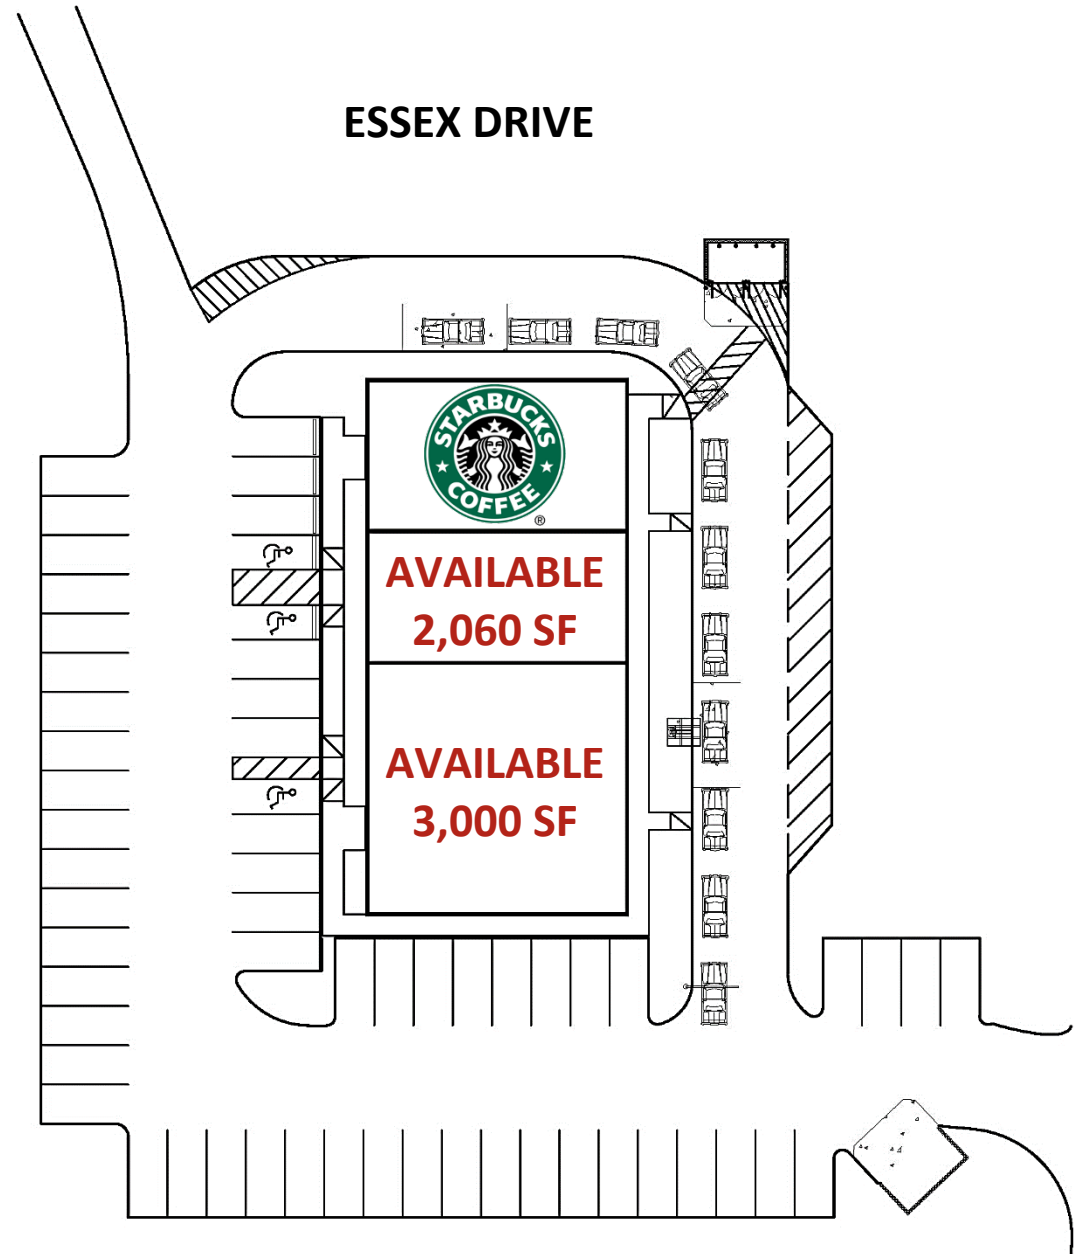 ESSEX DRIVE
STARBUCKS
COFFEE
®
AVAILABLE
2,060 SF
AVAILABLE
3,000 SF